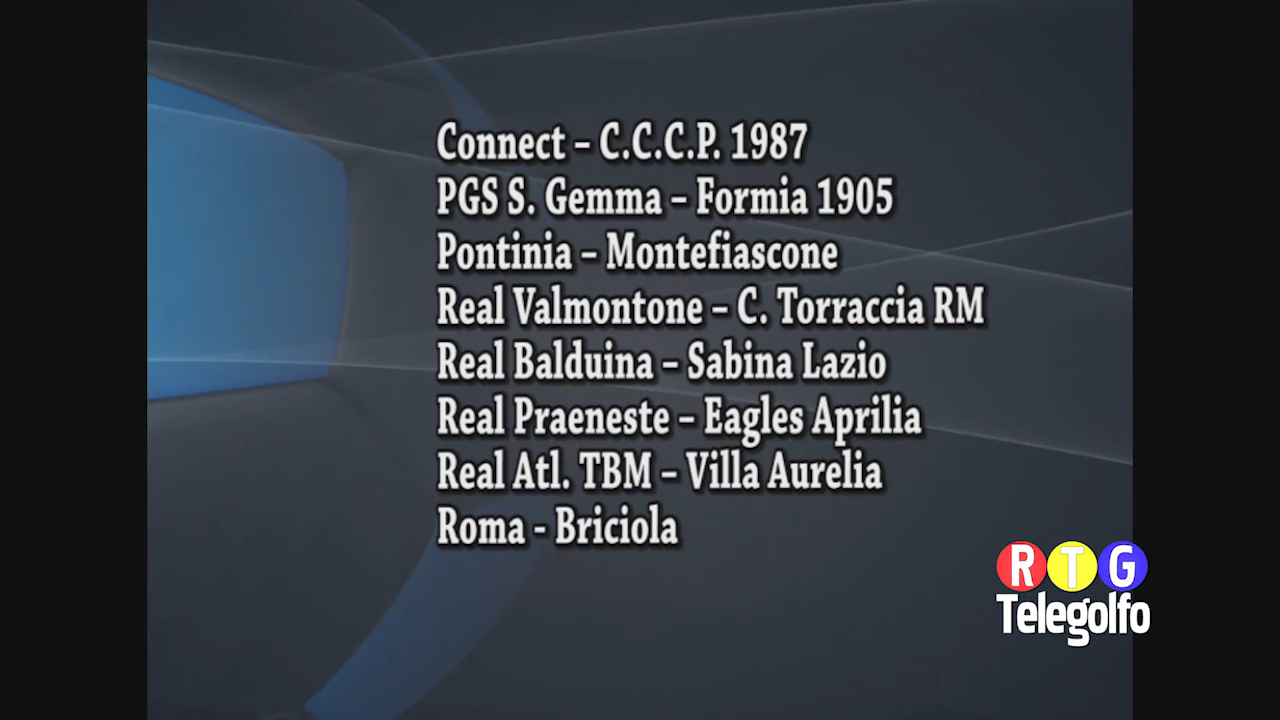 Connect – C.C.C.P. 1987
PGS S. Gemma – Formia 1905
Pontinia – Montefiascone
Real Valmontone – C. Torraccia RM
Real Balduina – Sabina Lazio
Real Praeneste – Eagles Aprilia
Real Atl. TBM – Villa Aurelia
Roma - Briciola
RTG
Telegolfo